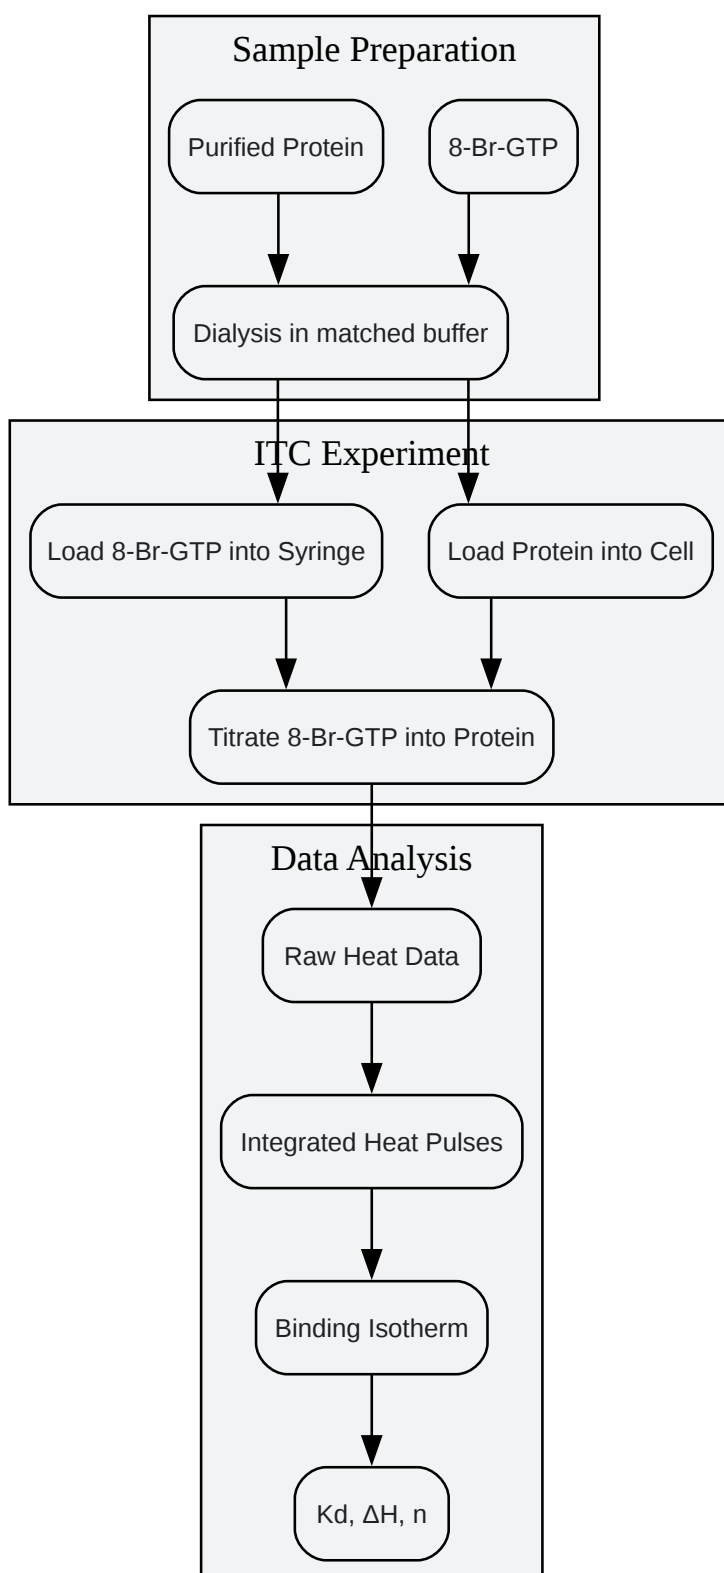 Sample Preparation
Purified Protein
8-Br-GTP
Dialysis in matched buffer
ITC Experiment
Load 8-Br-GTP into Syringe
Load Protein into Cell
Titrate 8-Br-GTP into Protein
Data Analysis
Raw Heat Data
Integrated Heat Pulses
Binding Isotherm
Kd, ΔH, n